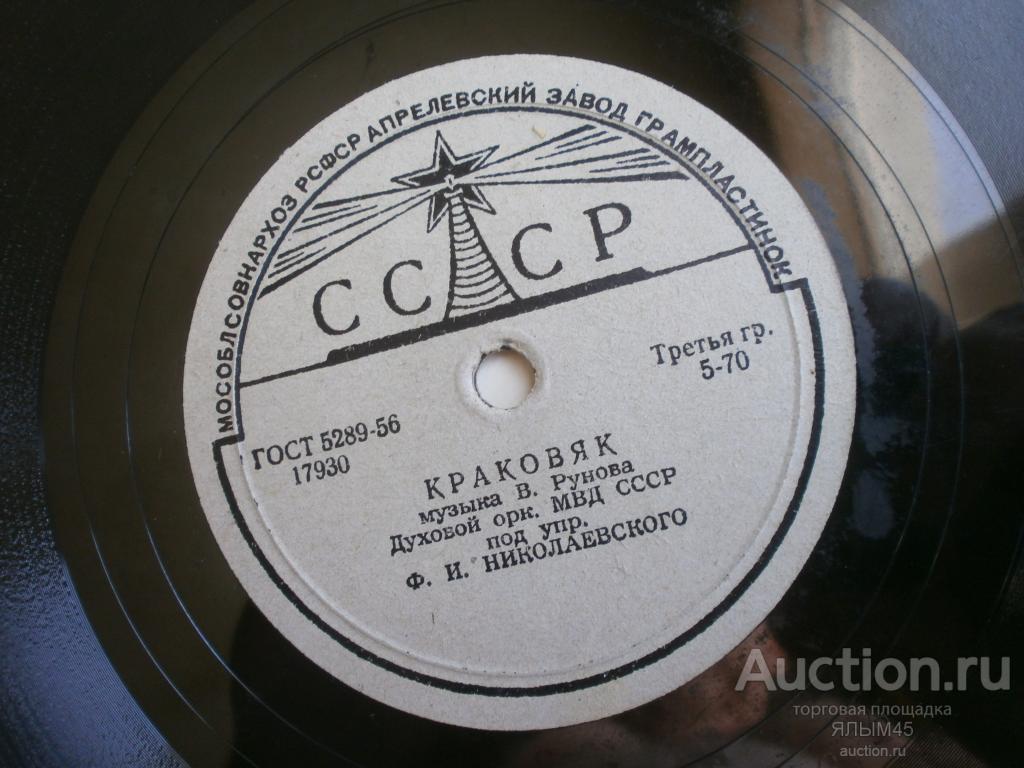 МОСОБЛСОВНАРХОЗ РСФСР АПРЕЛЕВСКИЙ ЗАВОД ГРАМПЛАСТИНОК
СССР
Третья гр.
5-70
ГОСТ 5289-56
17930
КРАКОВЯК
музыка В. Рунова
Духовой орк. МВД СССР
под упр.
Ф. И. НИКОЛАЕВСКОГО
Auction.ru
торговая площадка
ЯЛЫМ45
auction.ru